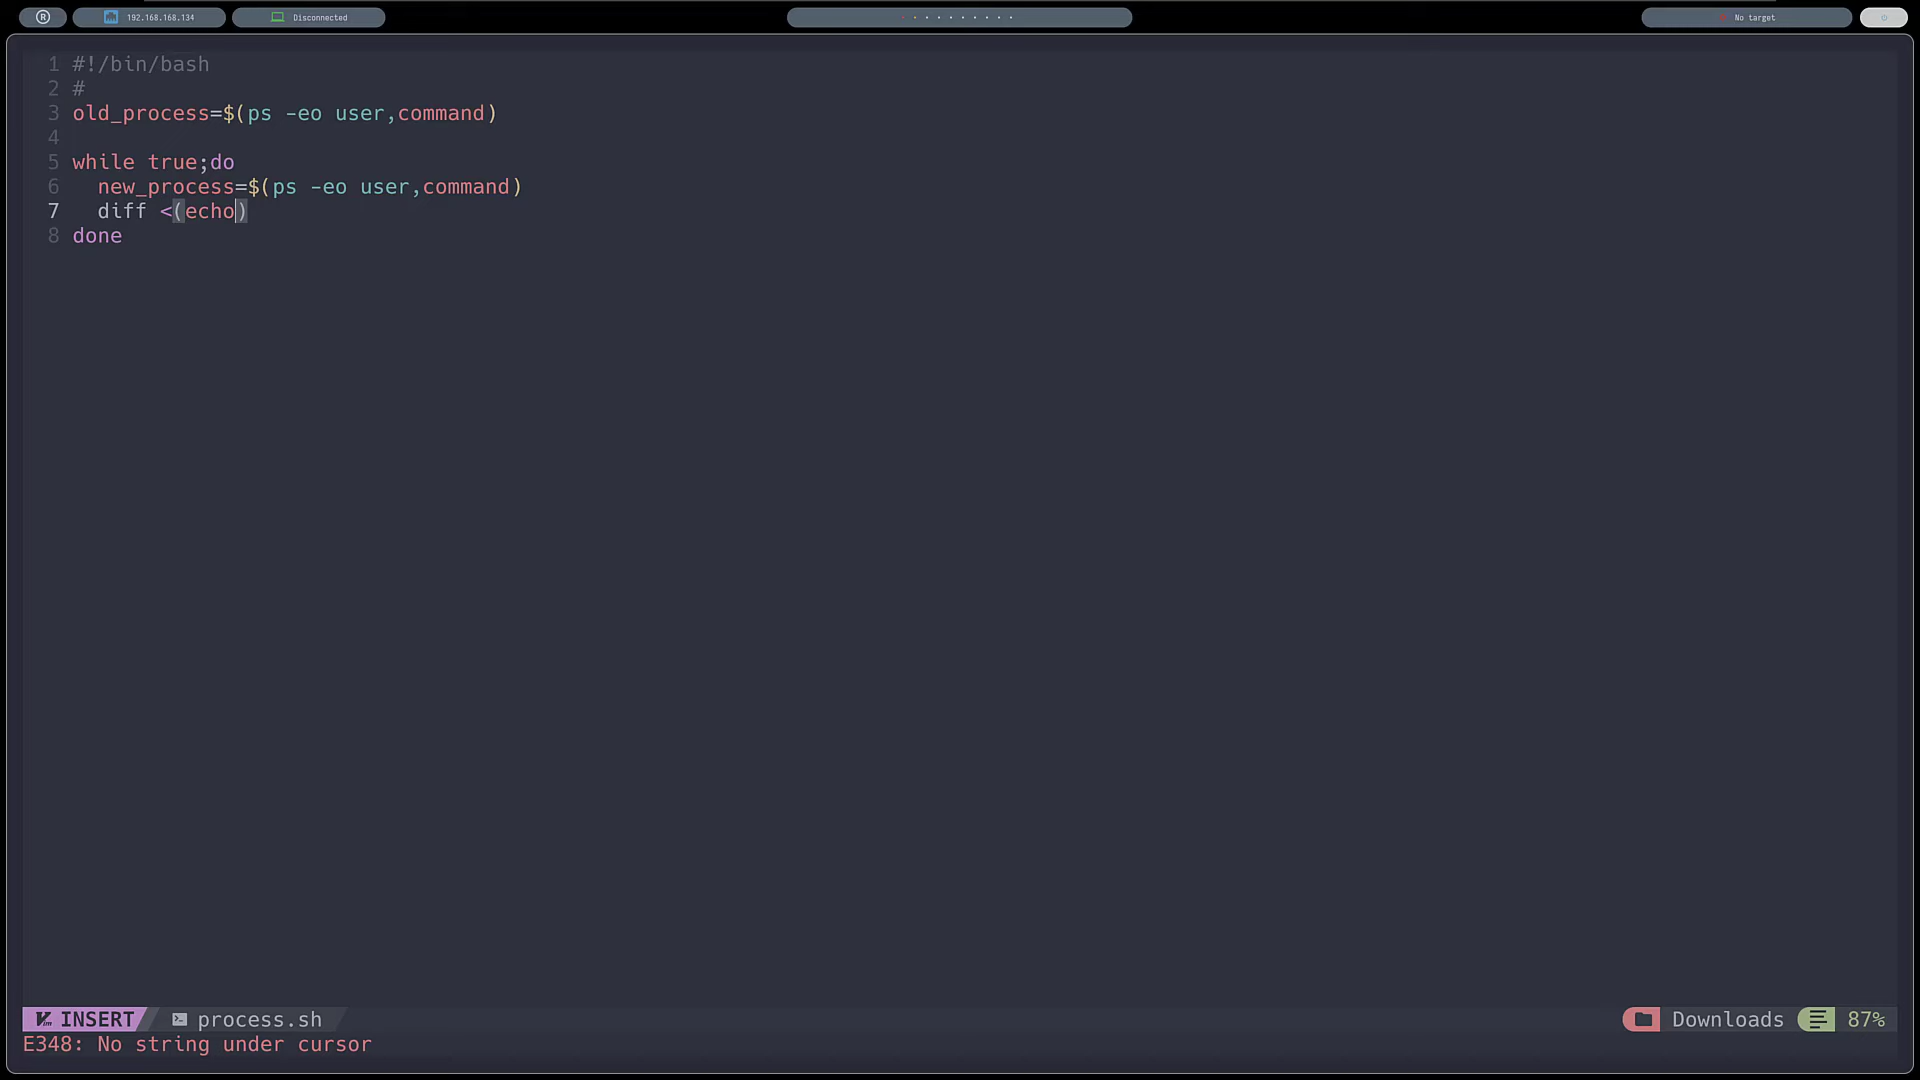 R 192.168.168.134 Disconnected No target
1 #!/bin/bash
2 #
3 old_process=$(ps -eo user,command)
4
5 while true;do
6   new_process=$(ps -eo user,command)
7   diff <(echo)
8 done
INSERT process.sh Downloads 87%
E348: No string under cursor